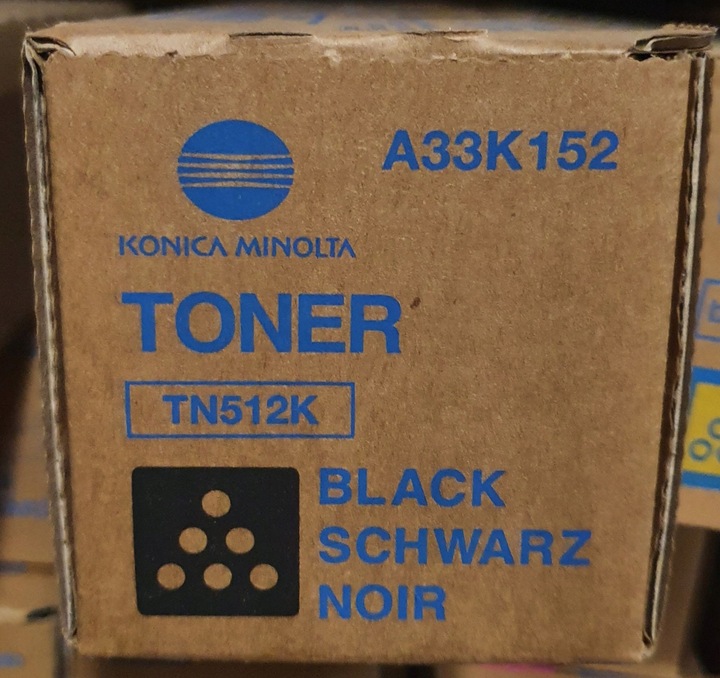 A33K152
KONICA MINOLTA
TONER
TN512K
BLACK
SCHWARZ
NOIR